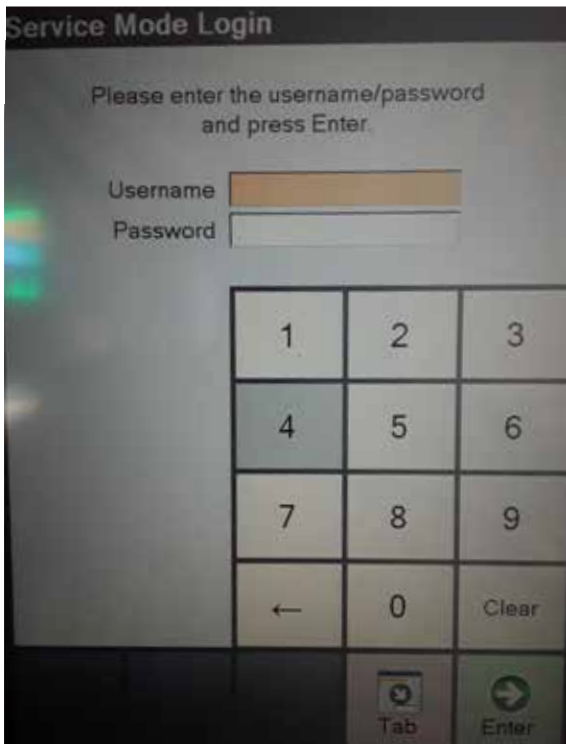 Service Mode Login
Please enter the username/password
and press Enter.
Username
Password
1 2 3
4 5 6
7 8 9
← 0 Clear
Tab Enter